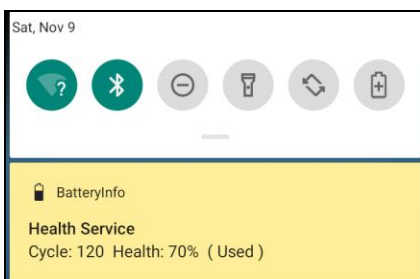 Sat, Nov 9
?
BatteryInfo
Health Service
Cycle: 120 Health: 70% ( Used )